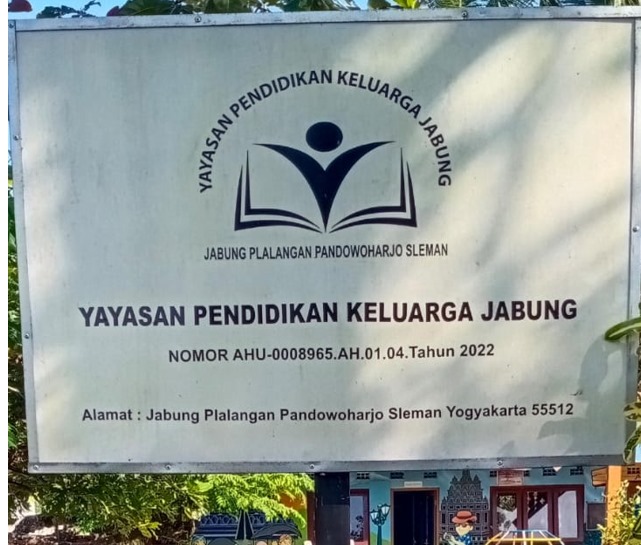 YAYASAN PENDIDIKAN KELUARGA JABUNG
JABUNG PLALANGAN PANDOWOHARJO SLEMAN
YAYASAN PENDIDIKAN KELUARGA JABUNG
NOMOR AHU-0008965.AH.01.04.Tahun 2022
Alamat : Jabung Plalangan Pandowoharjo Sleman Yogyakarta 55512